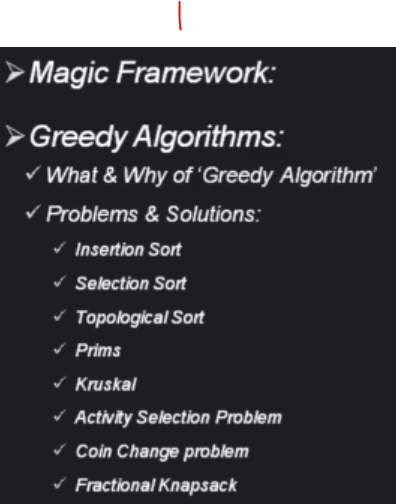 Magic Framework:
Greedy Algorithms:
What & Why of 'Greedy Algorithm'
Problems & Solutions:
Insertion Sort
Selection Sort
Topological Sort
Prims
Kruskal
Activity Selection Problem
Coin Change problem
Fractional Knapsack